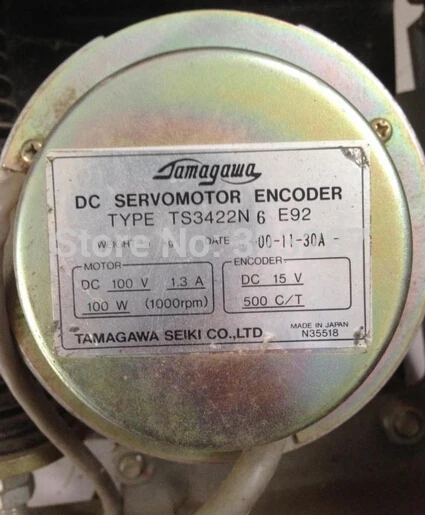 Tamagawa
DC SERVOMOTOR ENCODER
TYPE TS3422N 6 E92
WEIGHT DATE 00-11-30A -
MOTOR
DC 100 V 1.3 A
100 W (1000rpm)
ENCODER
DC 15 V
500 C/T
TAMAGAWA SEIKI CO.,LTD.
MADE IN JAPAN
N35518
Store No.